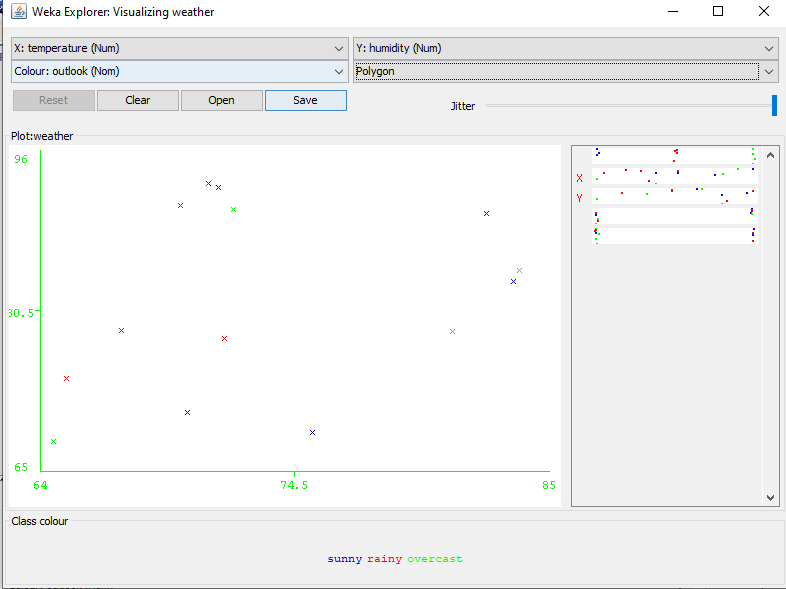 Weka Explorer: Visualizing weather
X: temperature (Num)
Y: humidity (Num)
Colour: outlook (Nom)
Polygon
Reset Clear Open Save
Jitter
Plot:weather
96
X
Y
80.5
65
64 74.5 85
Class colour
sunny rainy overcast